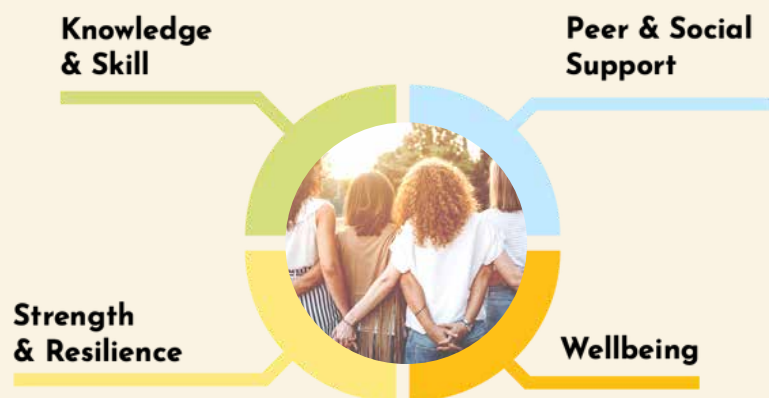 Knowledge
& Skill
Peer & Social
Support
Strength
& Resilience
Wellbeing